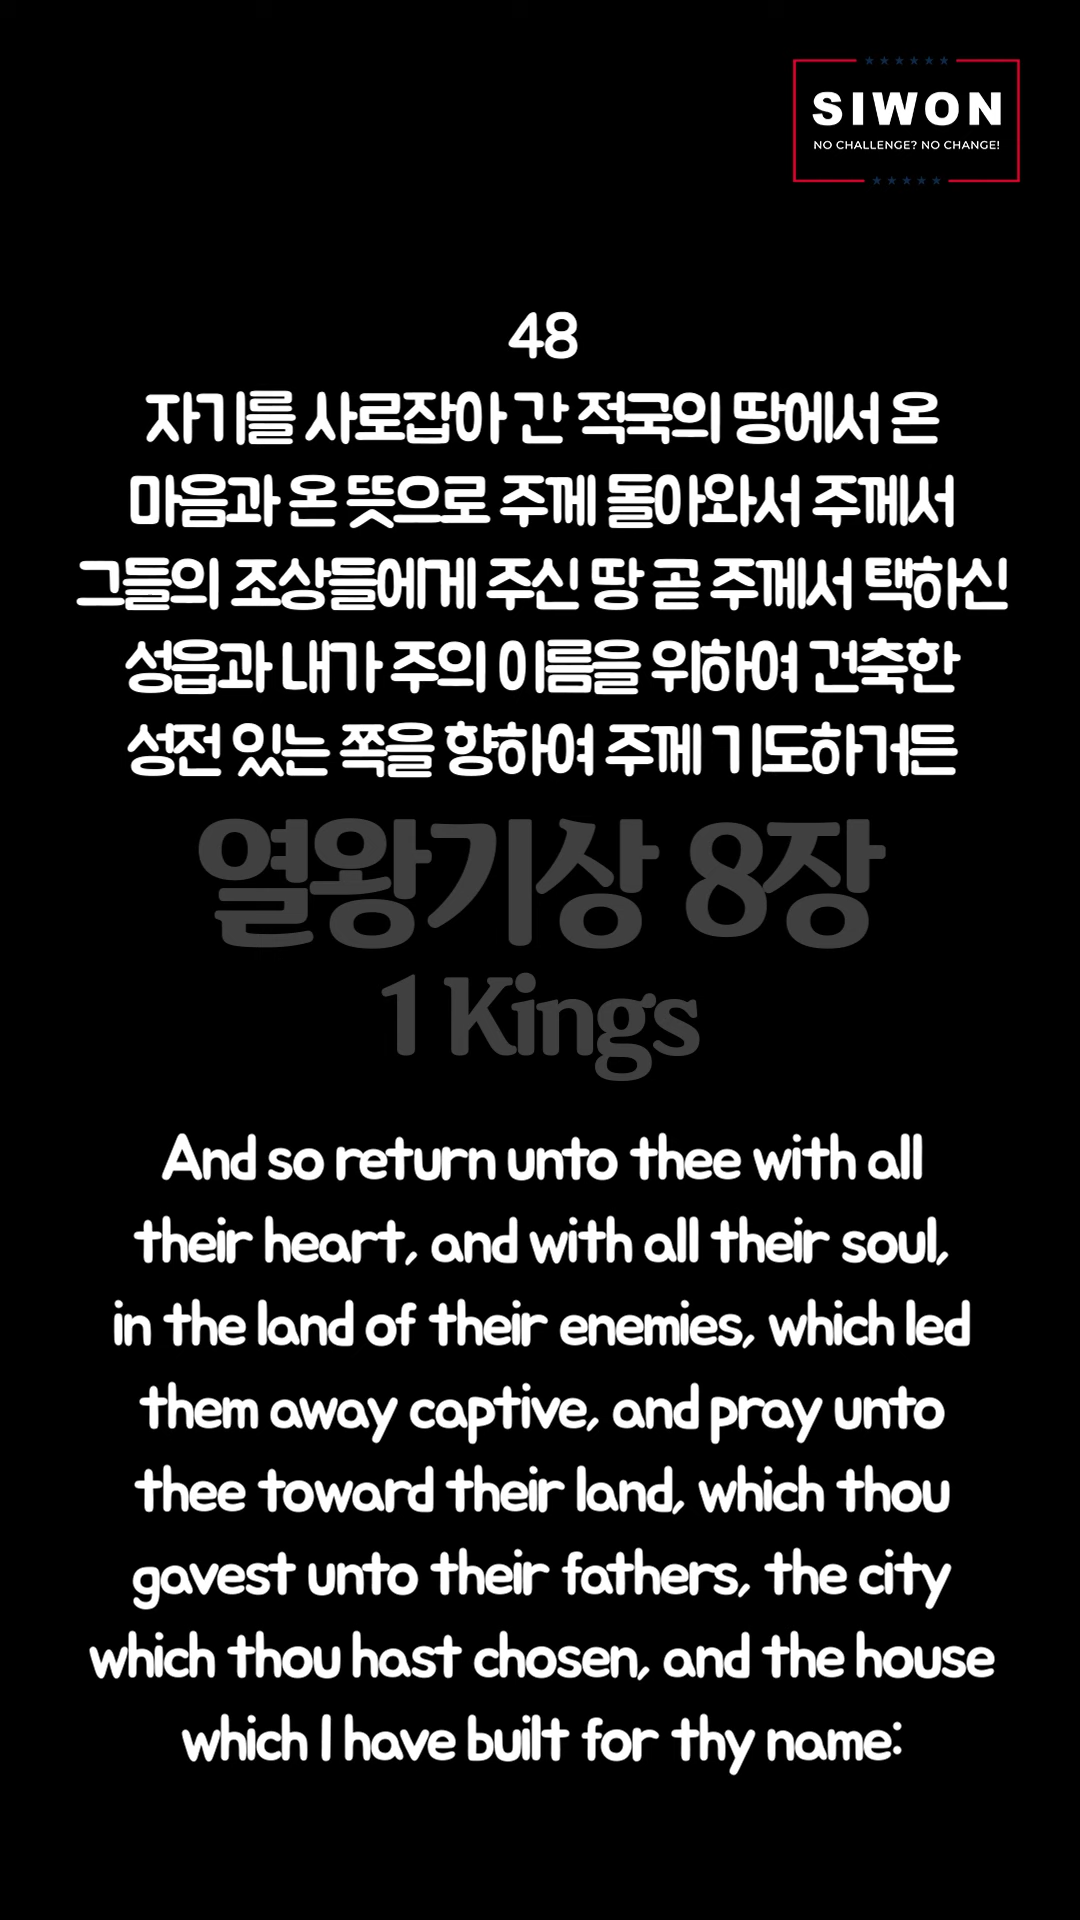 SIWON
NO CHALLENGE? NO CHANGE!
48
자기를 사로잡아 간 적국의 땅에서 온
마음과 온 뜻으로 주께 돌아와서 주께서
그들의 조상들에게 주신 땅 곧 주께서 택하신
성읍과 내가 주의 이름을 위하여 건축한
성전 있는 쪽을 향하여 주께 기도하거든
열왕기상 8장
1 Kings
And so return unto thee with all
their heart, and with all their soul,
in the land of their enemies, which led
them away captive, and pray unto
thee toward their land, which thou
gavest unto their fathers, the city
which thou hast chosen, and the house
which I have built for thy name: